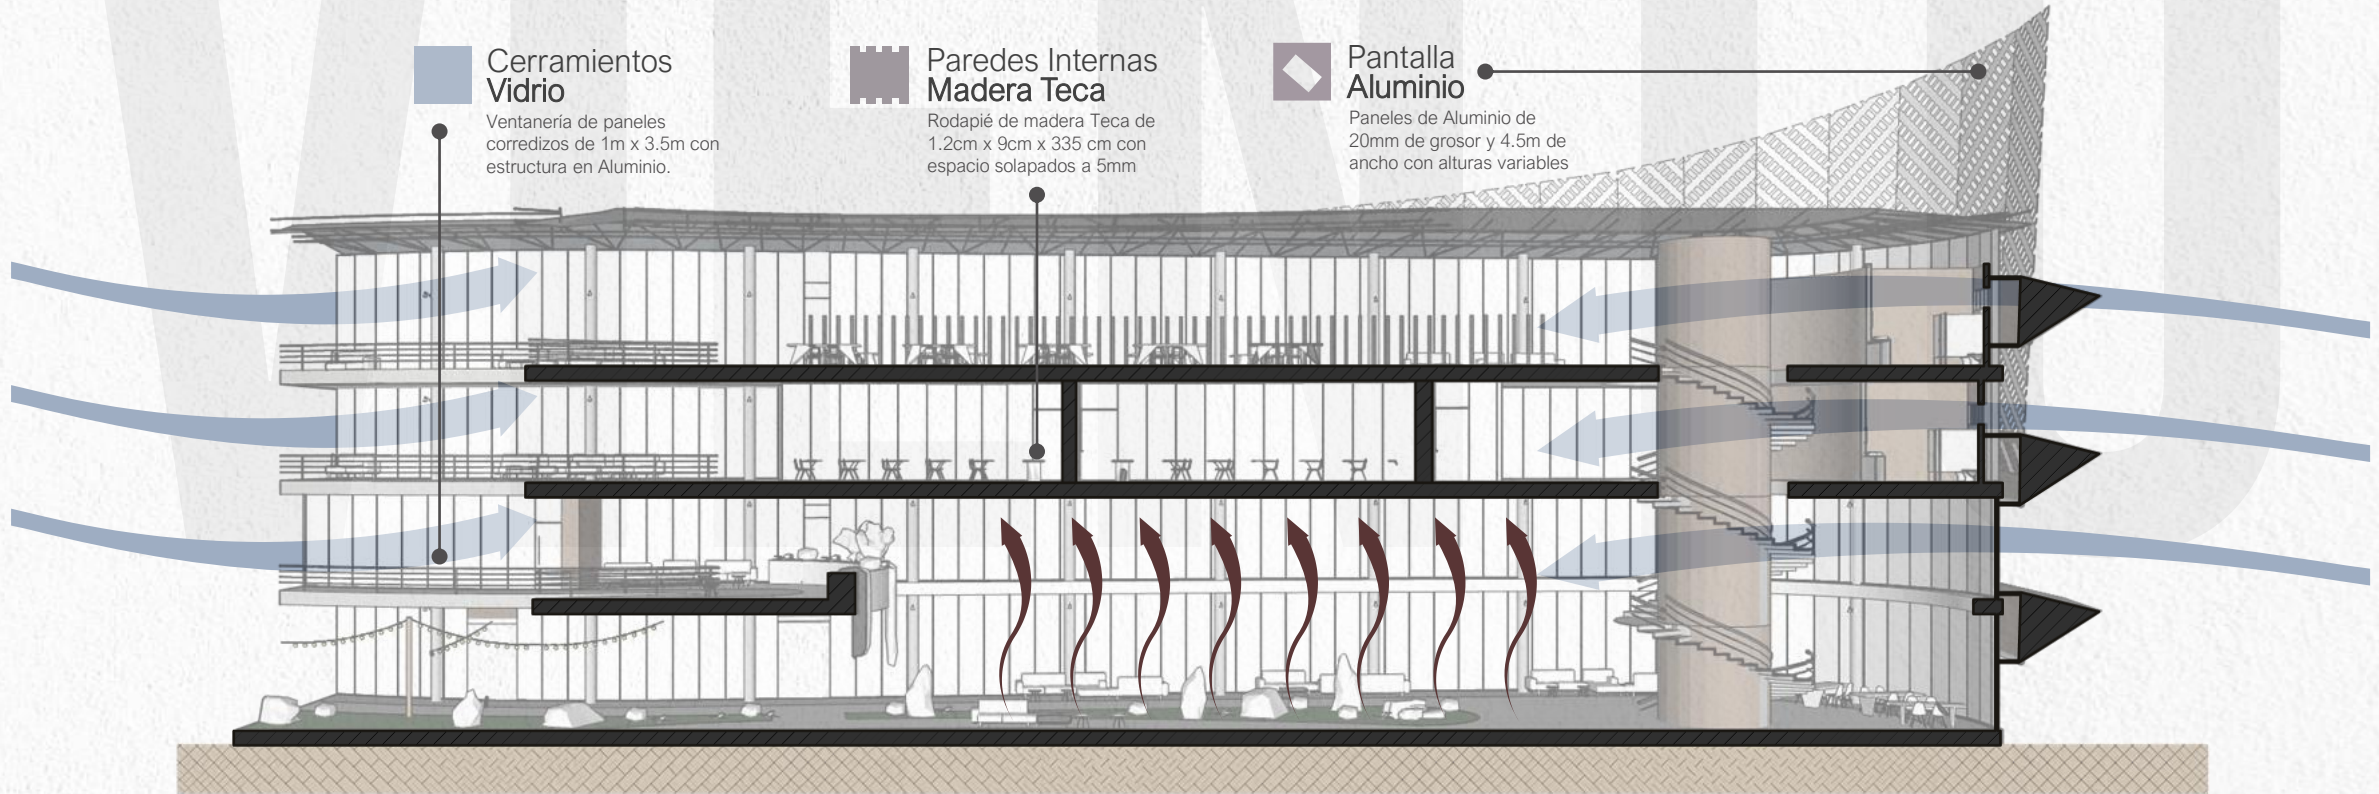 Cerramientos
Vidrio
Ventanería de paneles
corredizos de 1m x 3.5m con
estructura en Aluminio.
Paredes Internas
Madera Teca
Rodapié de madera Teca de
1.2cm x 9cm x 335 cm con
espacio solapados a 5mm
Pantalla
Aluminio
Paneles de Aluminio de
20mm de grosor y 4.5m de
ancho con alturas variables